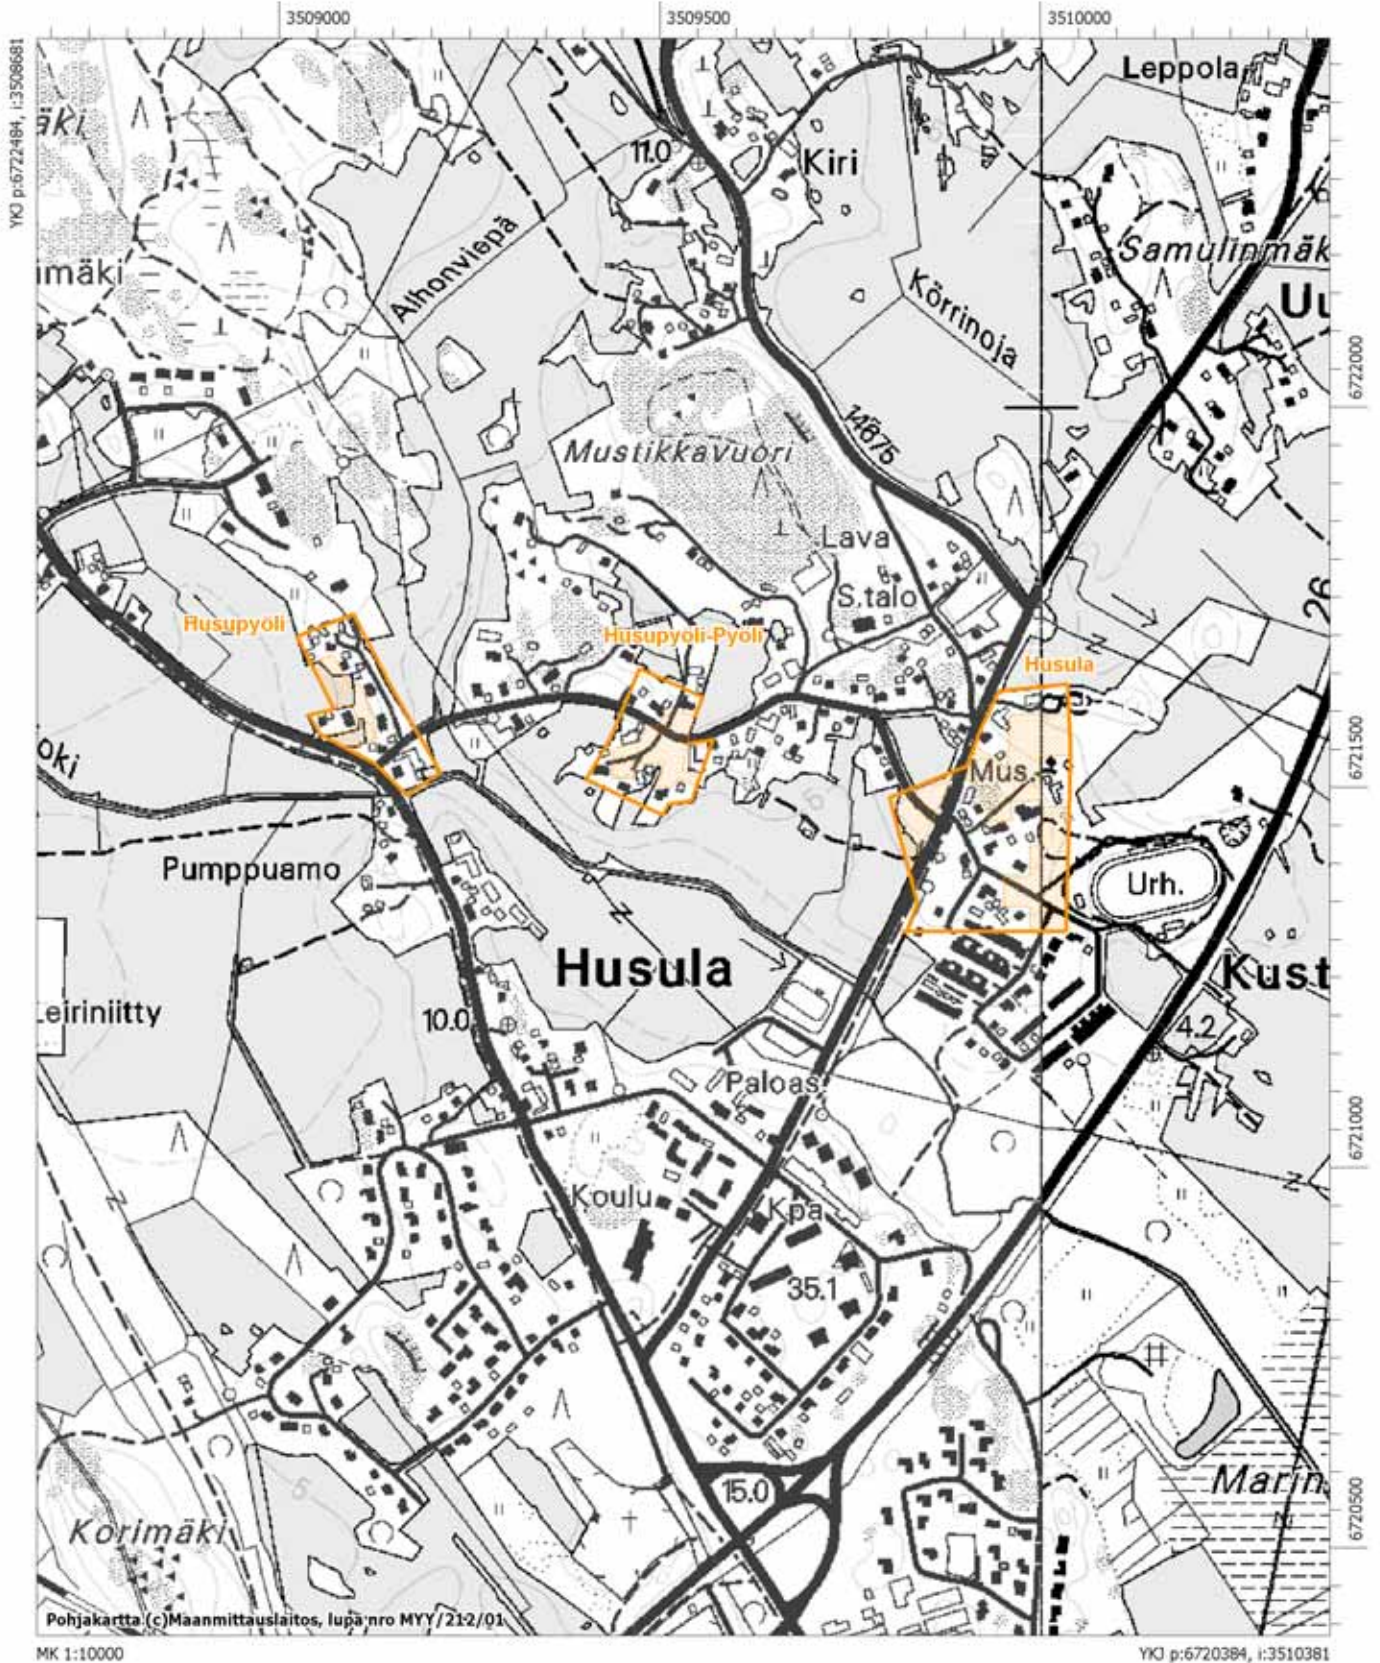 3509000
3509500
3510000
YKJ p:6722484, i:3508681
Leppola
äki
11.0
Kiri
Alhonviepä
Samulinmäk
imäki
Körrinoja
Uu
6722000
14675
Mustikkavuori
Lava
S.talo
26
Husupyöli
Husupyöli-Pyöli
Husula
6721500
oki
Mus.
Pumppuamo
Urh.
Husula
Kust
eiriniitty
10.0
4.2
Paloas.
6721000
Koulu
Kpa
35.1
15.0
Marin
6720500
5
5
Korimäki
Pohjakartta (c)Maanmittauslaitos, lupa nro MYY/212/01
MK 1:10000
YKJ p:6720384, i:3510381